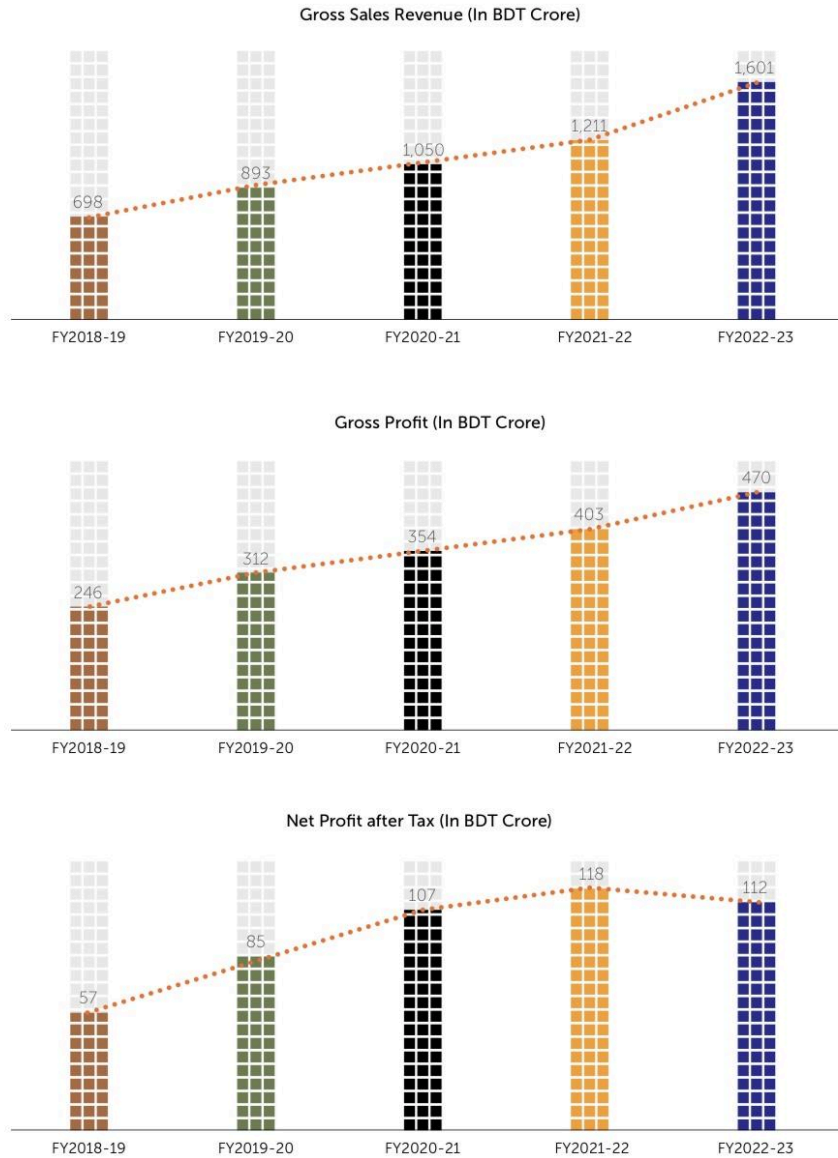 Gross Sales Revenue (In BDT Crore)
698
893
1,050
1,211
1,601
FY2018-19 FY2019-20 FY2020-21 FY2021-22 FY2022-23
Gross Profit (In BDT Crore)
246
312
354
403
470
FY2018-19 FY2019-20 FY2020-21 FY2021-22 FY2022-23
Net Profit after Tax (In BDT Crore)
57
85
107
118
112
FY2018-19 FY2019-20 FY2020-21 FY2021-22 FY2022-23